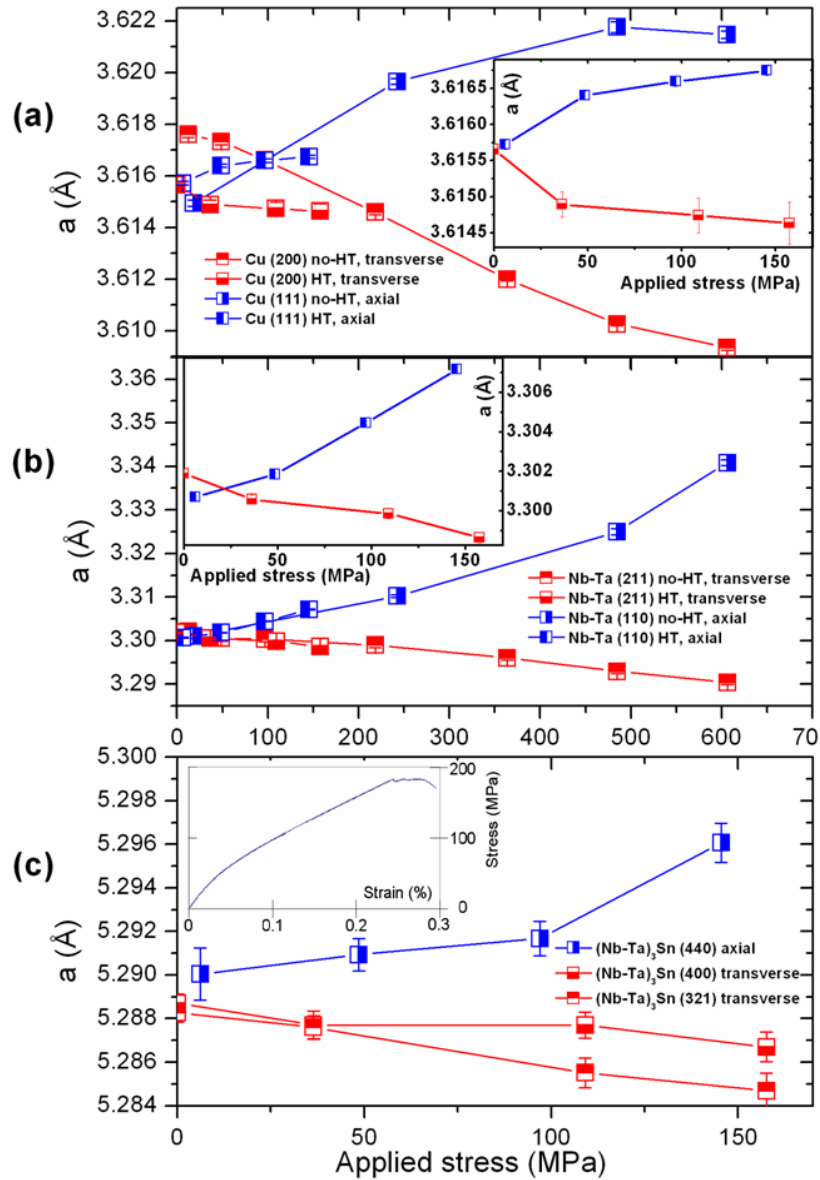 (a)
a (Å)
3.622
3.620
3.618
3.616
3.615
3.612
3.610
Cu (200) no-HT, transverse
Cu (200) HT, transverse
Cu (111) no-HT, axial
Cu (111) HT, axial
a (Å)
3.6165
3.6160
3.6155
3.6150
3.6145
0 50 100 150
Applied stress (MPa)
(b)
a (Å)
3.36
3.35
3.34
3.33
3.32
3.31
3.30
3.29
0 100 200 300 400 500 600 70
a (Å)
3.306
3.304
3.302
3.300
0 50 100 150
Applied stress (MPa)
Nb-Ta (211) no-HT, transverse
Nb-Ta (211) HT, transverse
Nb-Ta (110) no-HT, axial
Nb-Ta (110) HT, axial
(c)
a (Å)
5.300
5.298
5.296
5.294
5.292
5.290
5.288
5.286
5.284
200
100
0
Stress (MPa)
Strain (%)
0 0.1 0.2 0.3
(Nb-Ta)₃Sn (440) axial
(Nb-Ta)₃Sn (400) transverse
(Nb-Ta)₃Sn (321) transverse
0 50 100 150
Applied stress (MPa)